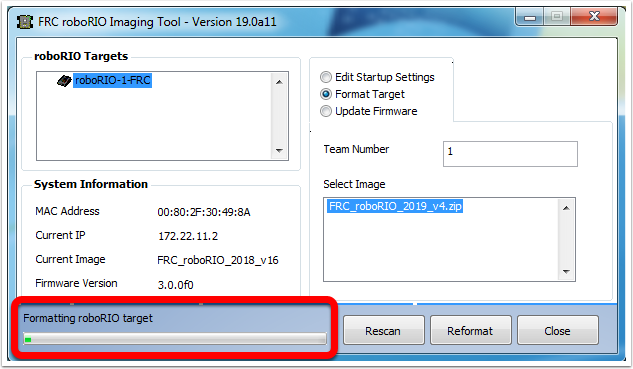 FRC roboRIO Imaging Tool - Version 19.0a11
roboRIO Targets
roboRIO-1-FRC
System Information
MAC Address 00:80:2F:30:49:8A
Current IP 172.22.11.2
Current Image FRC_roboRIO_2018_v16
Firmware Version 3.0.0f0
Edit Startup Settings
Format Target
Update Firmware
Team Number 1
Select Image
FRC_roboRIO_2019_v4.zip
Formatting roboRIO target
Rescan Reformat Close